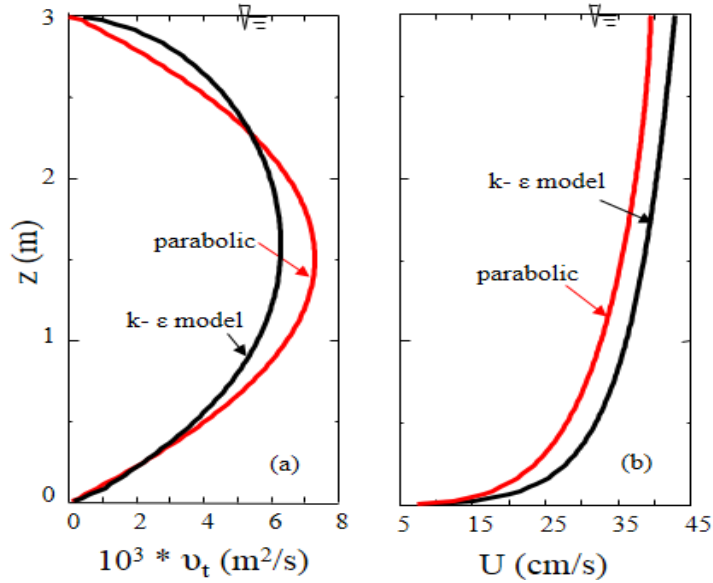 3
2
1
0
z (m)
parabolic
k- ε model
(a)
0 2 4 6 8
10³ * υₜ (m²/s)
k- ε model
parabolic
(b)
5 15 25 35 45
U (cm/s)